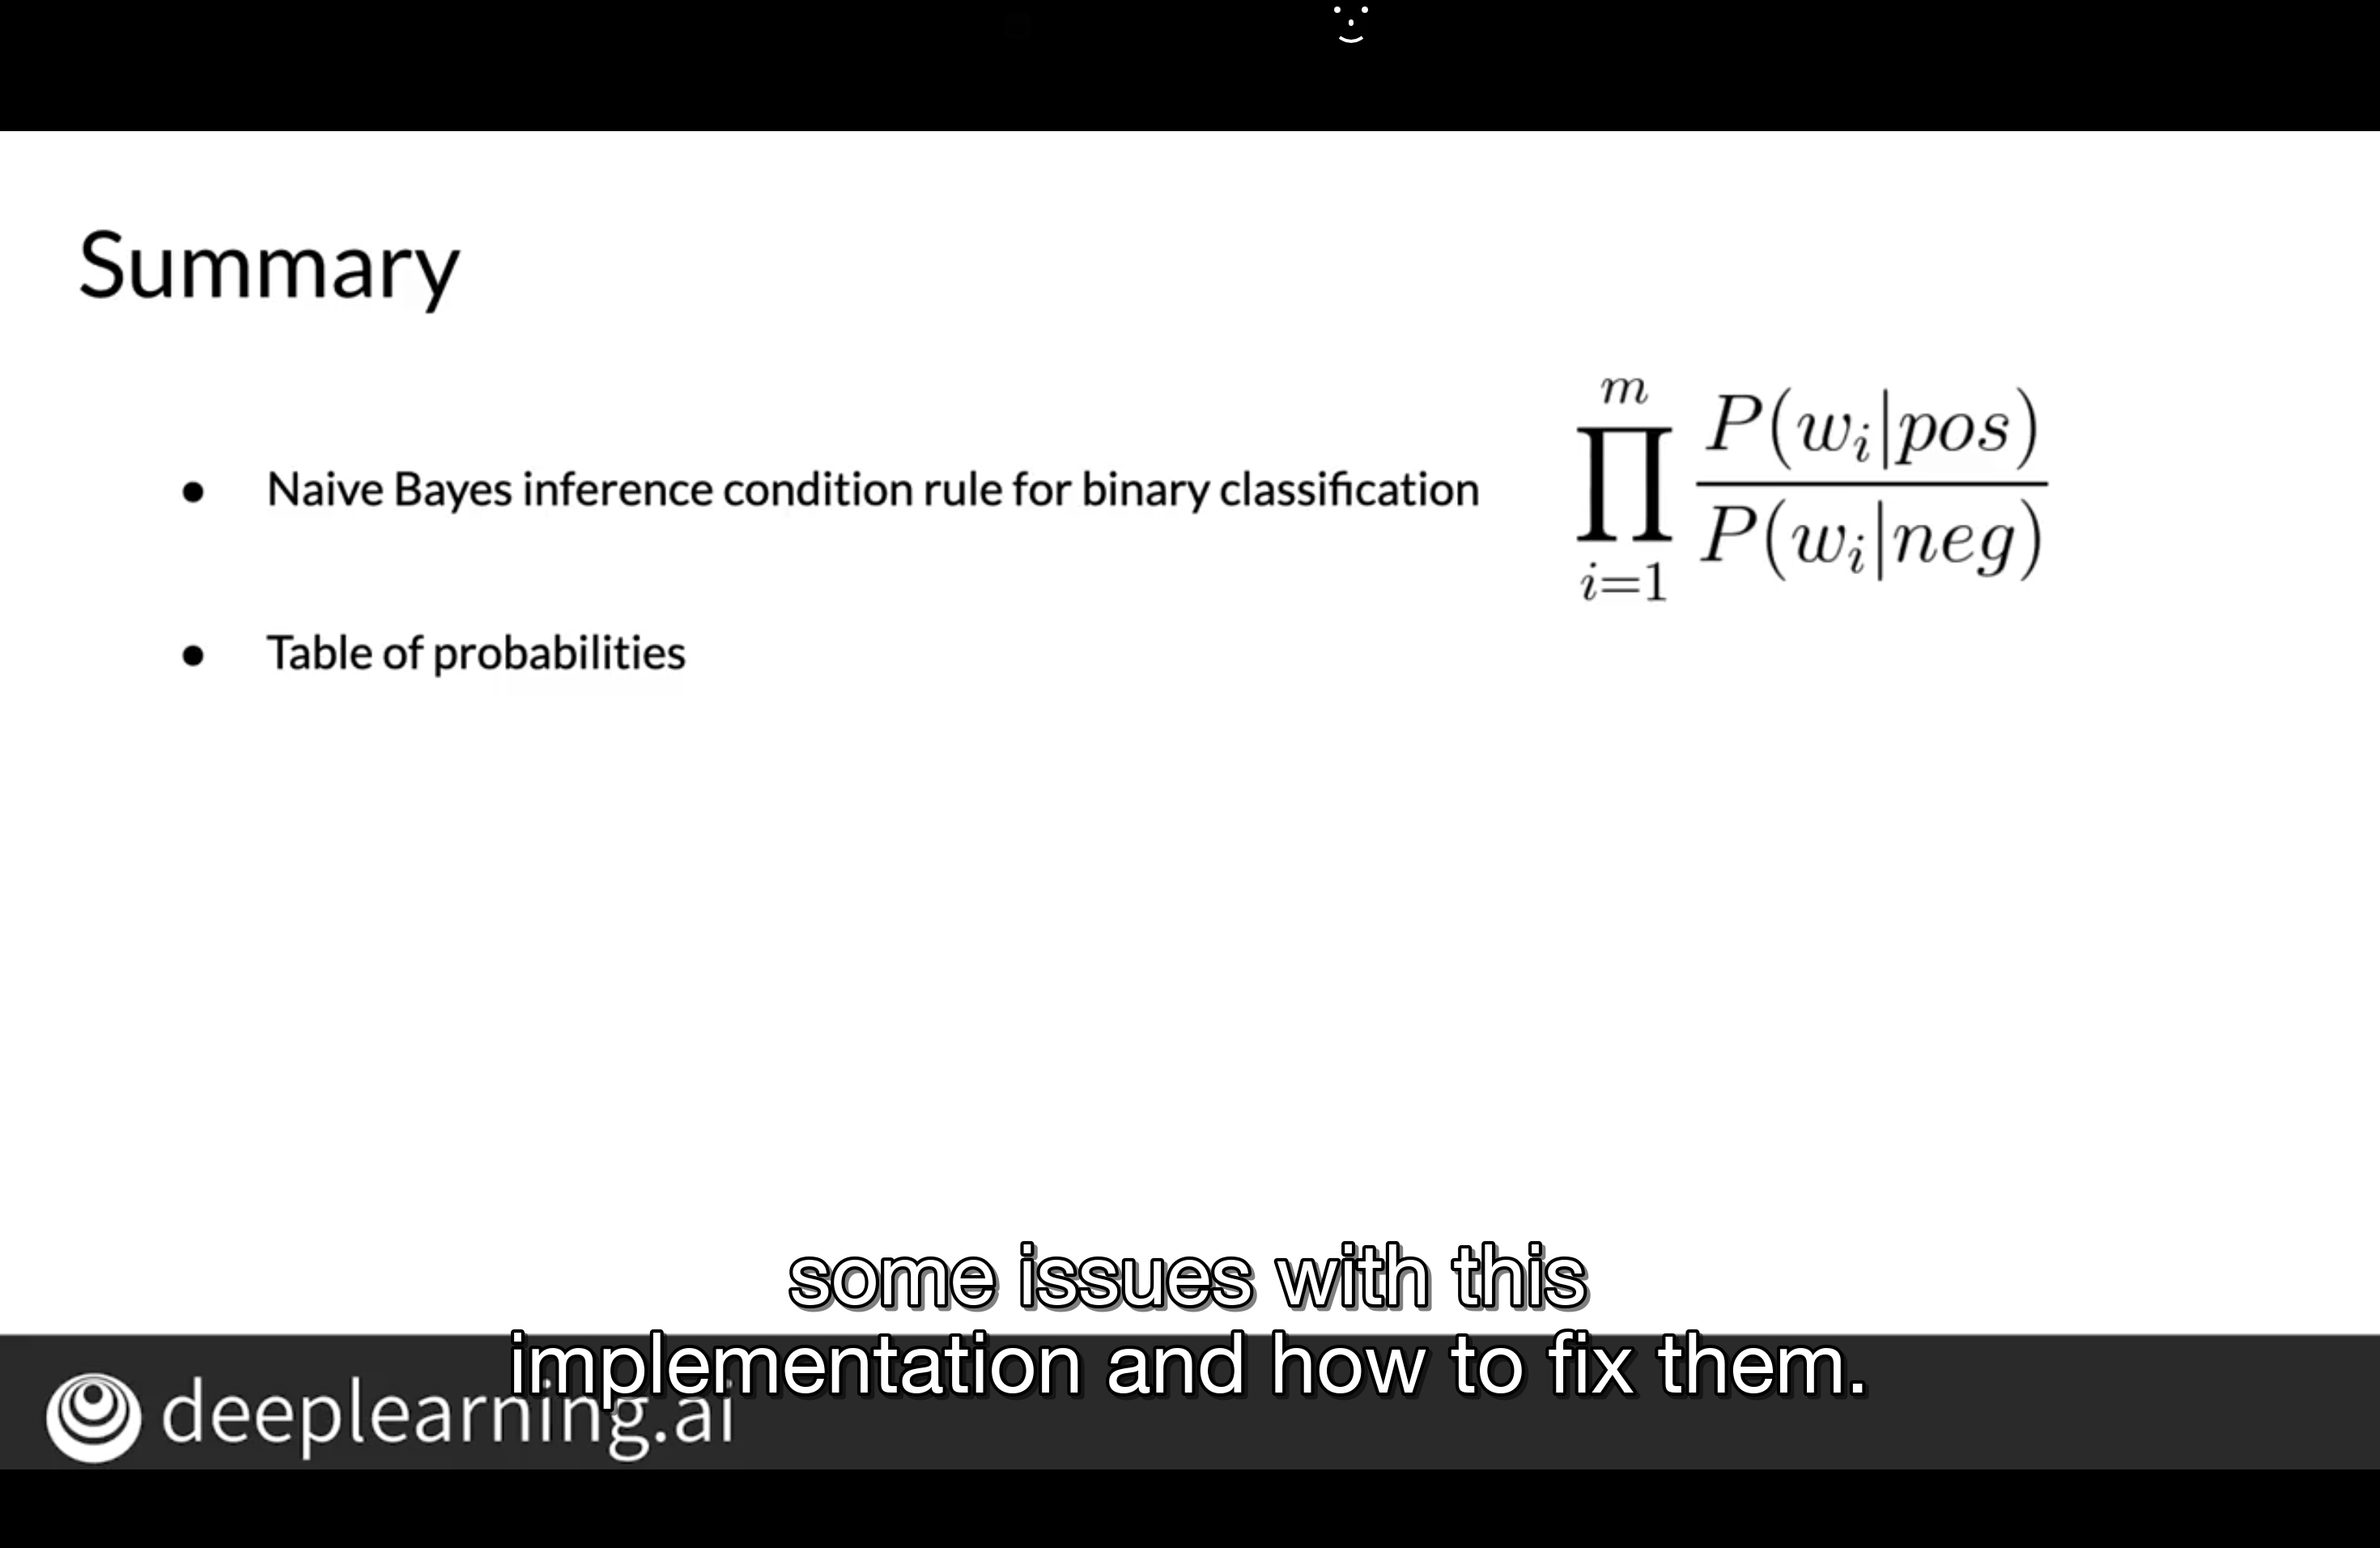 Summary
• Naive Bayes inference condition rule for binary classification
m
∏ P(w_i|pos) / P(w_i|neg)
i=1
• Table of probabilities
some issues with this
implementation and how to fix them.
deeplearning.ai